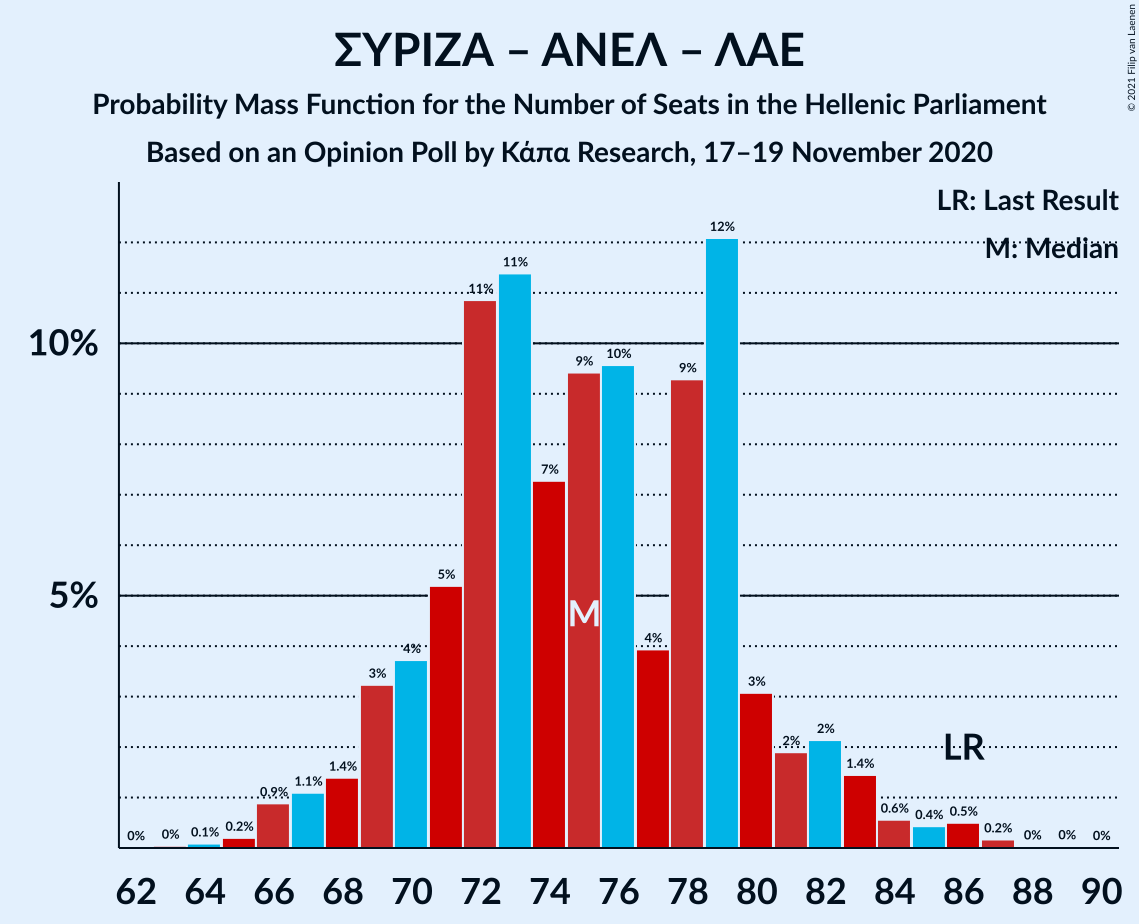 ΣΥΡΙΖΑ – ΑΝΕΛ – ΛΑΕ
Probability Mass Function for the Number of Seats in the Hellenic Parliament
Based on an Opinion Poll by Κάπα Research, 17–19 November 2020
© 2021 Filip van Laenen
LR: Last Result
M: Median
10%
5%
0% 0% 0.1% 0.2% 0.9% 1.1% 1.4% 3% 4% 5% 11% 11% 7% 9% 10% 4% 9% 12% 3% 2% 2% 1.4% 0.6% 0.4% 0.5% 0.2% 0% 0% 0%
M
LR
62 64 66 68 70 72 74 76 78 80 82 84 86 88 90